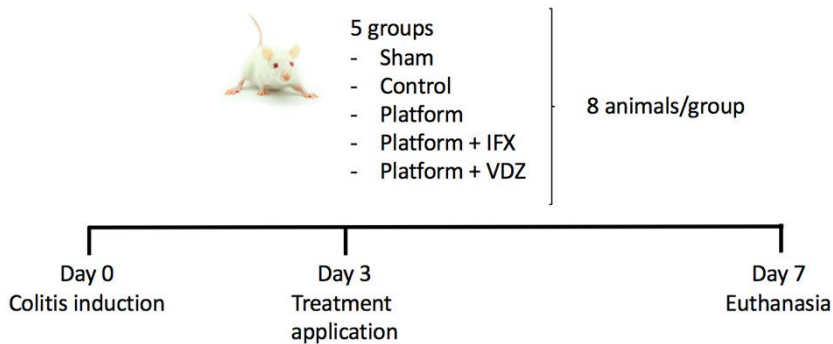 5 groups
- Sham
- Control
- Platform
- Platform + IFX
- Platform + VDZ
8 animals/group
Day 0
Colitis induction
Day 3
Treatment
application
Day 7
Euthanasia